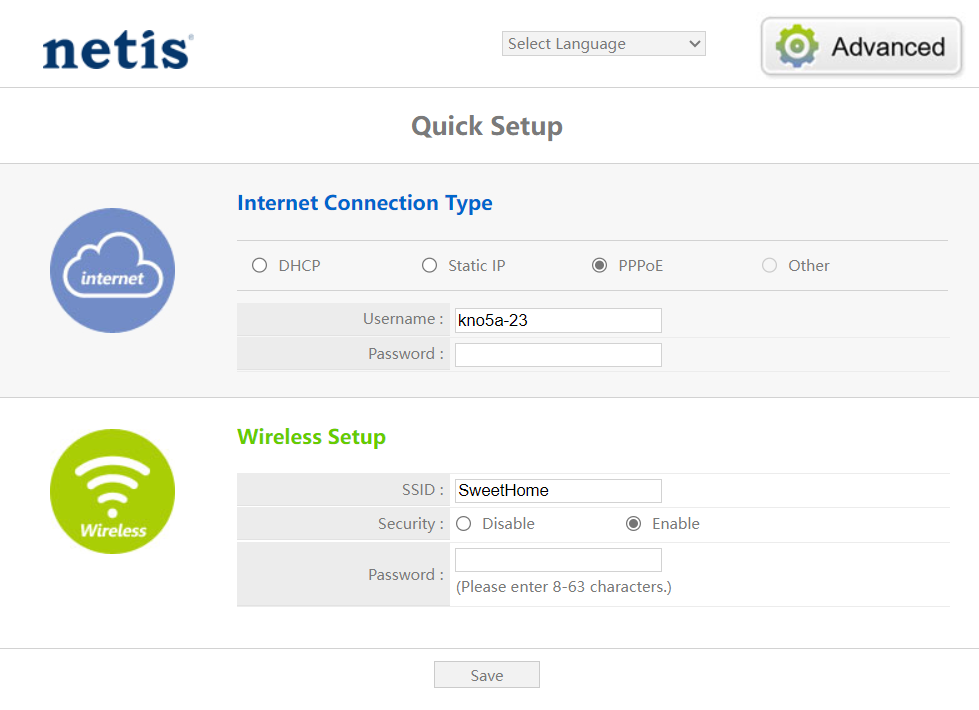 netis
Select Language
Advanced
Quick Setup
Internet Connection Type
internet
DHCP Static IP PPPoE Other
Username : kno5a-23
Password :
Wireless Setup
Wireless
SSID : SweetHome
Security : Disable Enable
Password :
(Please enter 8-63 characters.)
Save